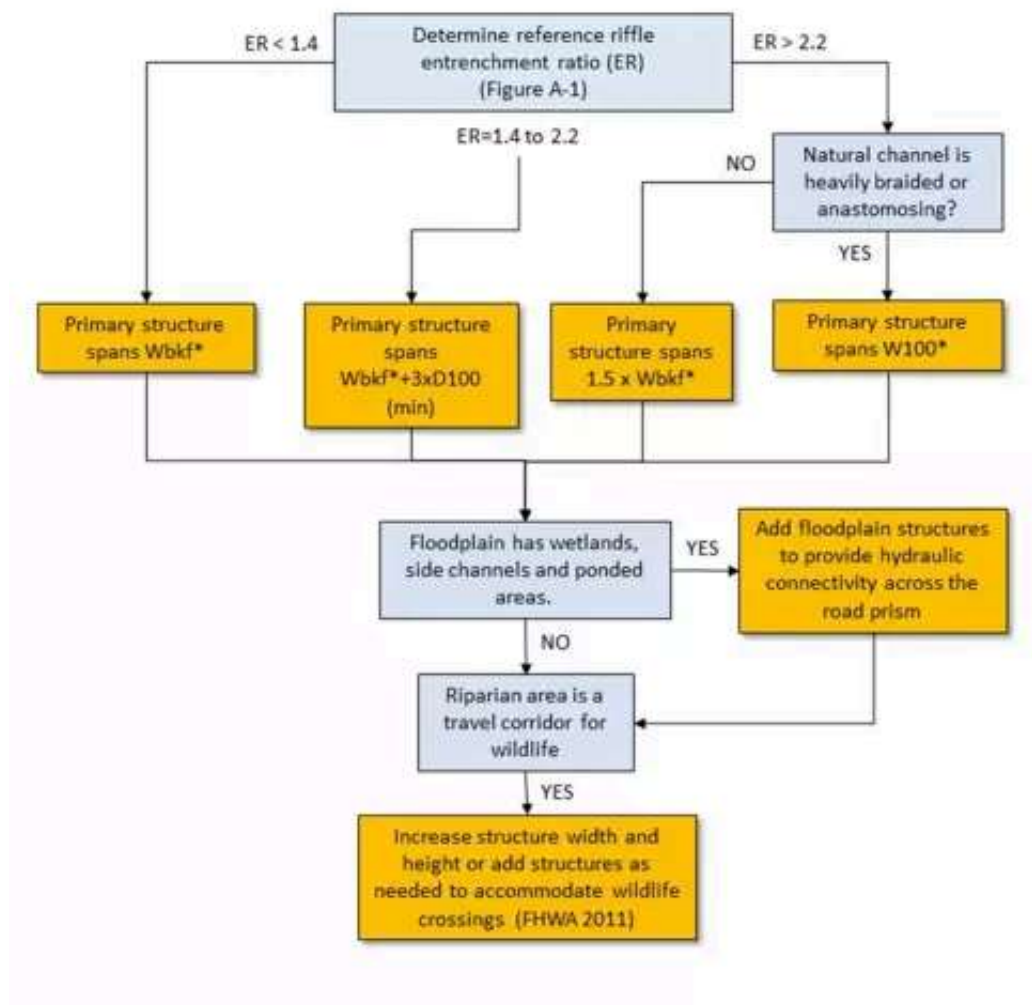 Determine reference riffle
entrenchment ratio (ER)
(Figure A-1)
ER < 1.4
ER > 2.2
ER=1.4 to 2.2
Natural channel is
heavily braided or
anastomosing?
NO
YES
Primary structure
spans Wbkf*
Primary structure
spans
Wbkf*+3xD100
(min)
Primary
structure spans
1.5 x Wbkf*
Primary structure
spans W100*
Floodplain has wetlands,
side channels and ponded
areas.
YES
Add floodplain structures
to provide hydraulic
connectivity across the
road prism
NO
Riparian area is a
travel corridor for
wildlife
YES
Increase structure width and
height or add structures as
needed to accommodate wildlife
crossings (FHWA 2011)